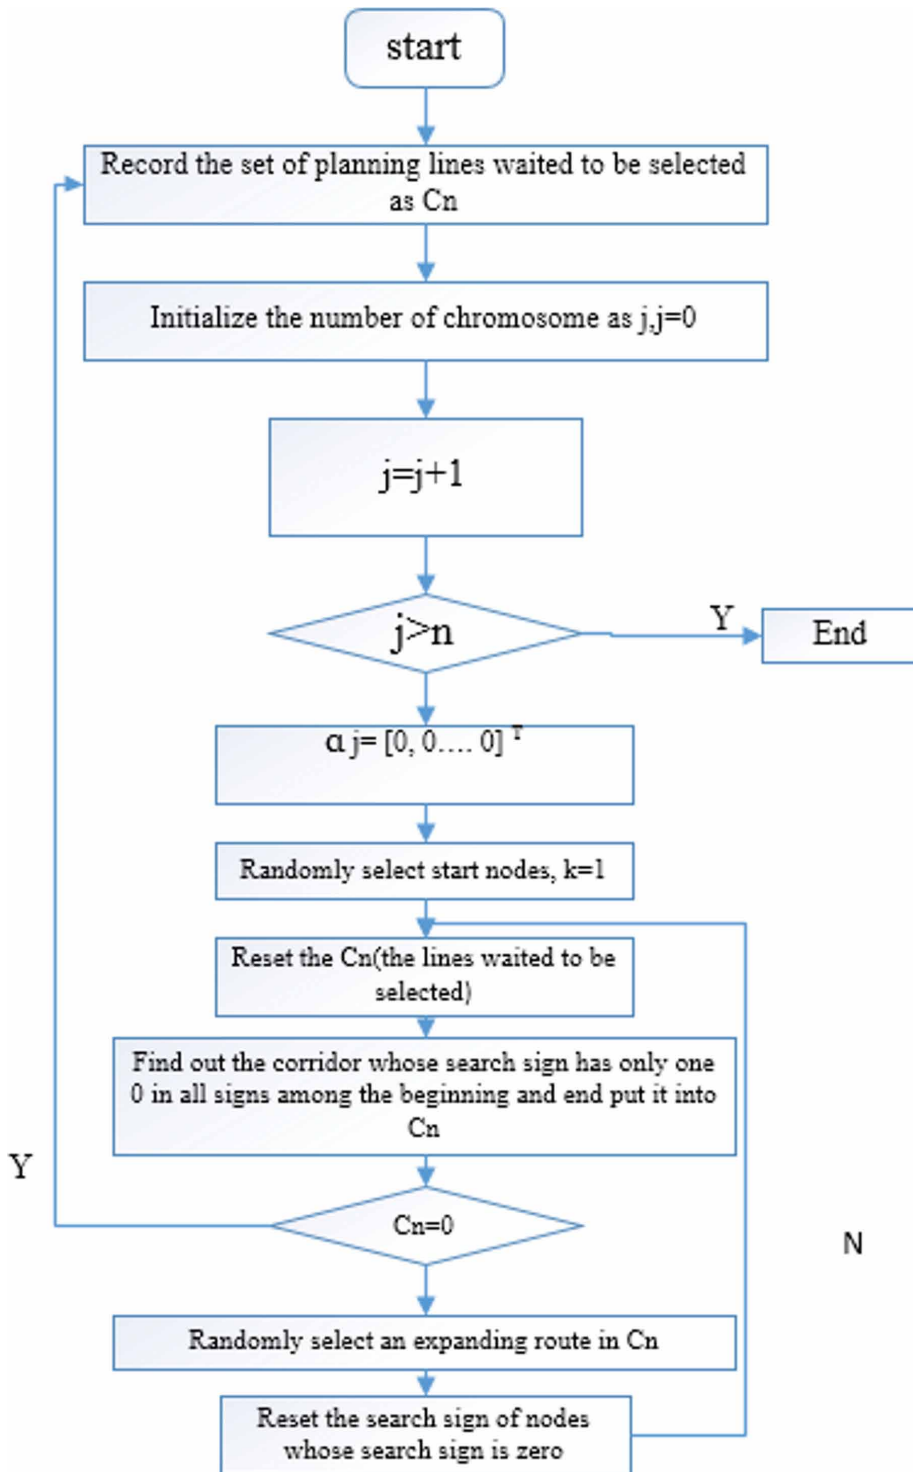 start
Record the set of planning lines waited to be selected
as Cn
Initialize the number of chromosome as j,j=0
j=j+1
j>n
Y
End
α j= [0, 0.... 0] ᵀ
Randomly select start nodes, k=1
Reset the Cn(the lines waited to be
selected)
Find out the corridor whose search sign has only one
0 in all signs among the beginning and end put it into
Cn
Y
Cn=0
N
Randomly select an expanding route in Cn
Reset the search sign of nodes
whose search sign is zero